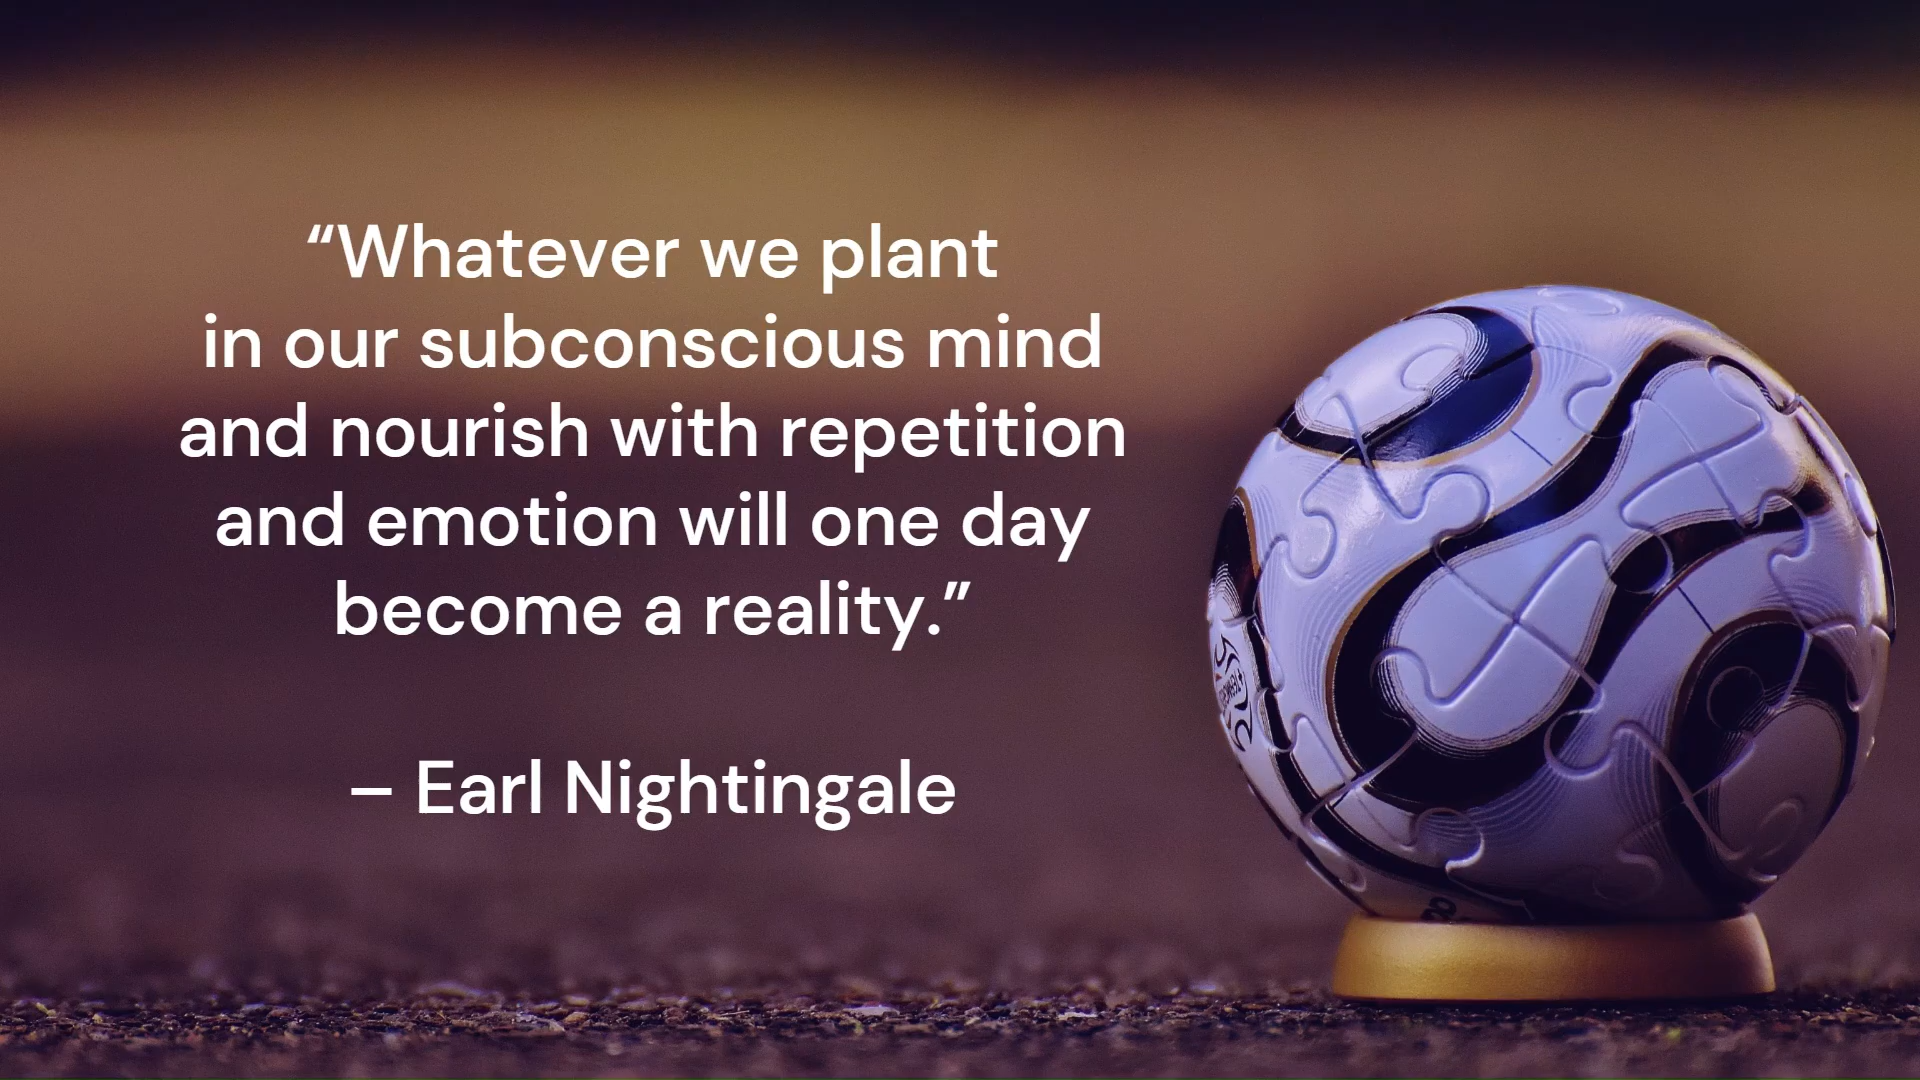 “Whatever we plant
in our subconscious mind
and nourish with repetition
and emotion will one day
become a reality.”
– Earl Nightingale